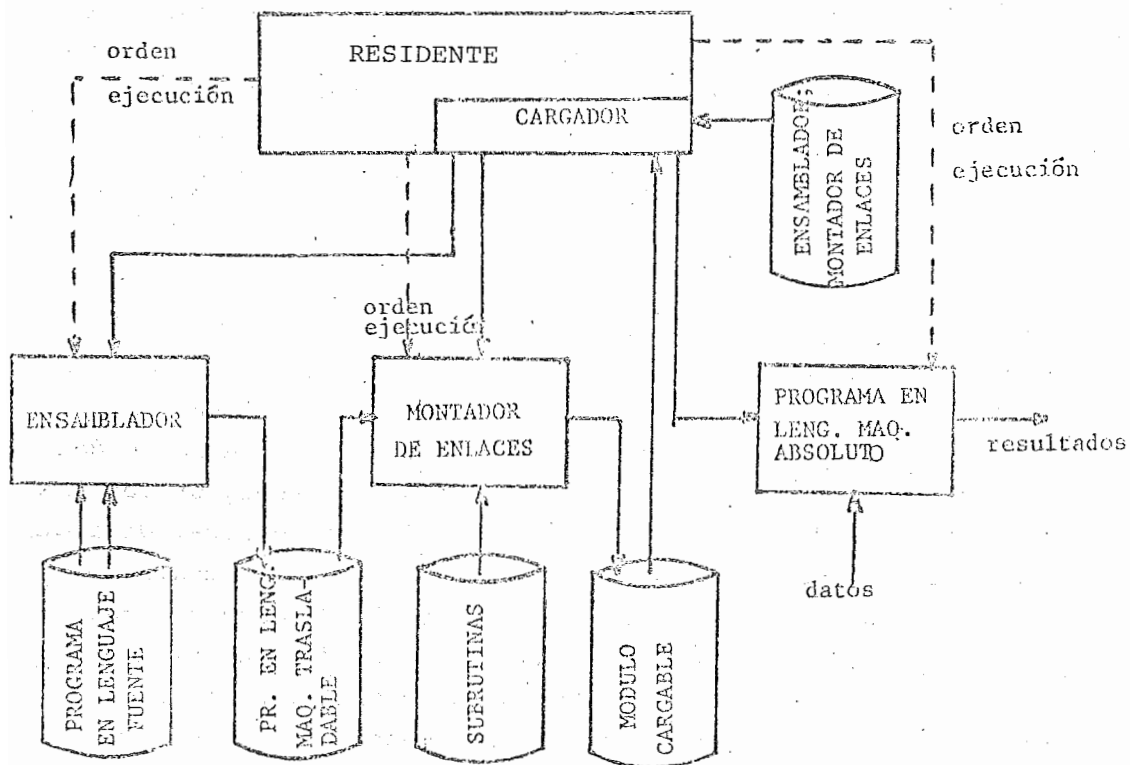 orden
ejecución
RESIDENTE
CARGADOR
ENSAMBLADOR;
MONTADOR DE
ENLACES
orden
ejecución
orden
ejecución
ENSAMBLADOR
MONTADOR
DE ENLACES
PROGRAMA EN
LENG. MAQ.
ABSOLUTO
resultados
datos
PROGRAMA
EN LENGUAJE
FUENTE
PR. EN LENG.
MAQ. TRASLA-
DABLE
SUBRUTINAS
MODULO
CARGABLE